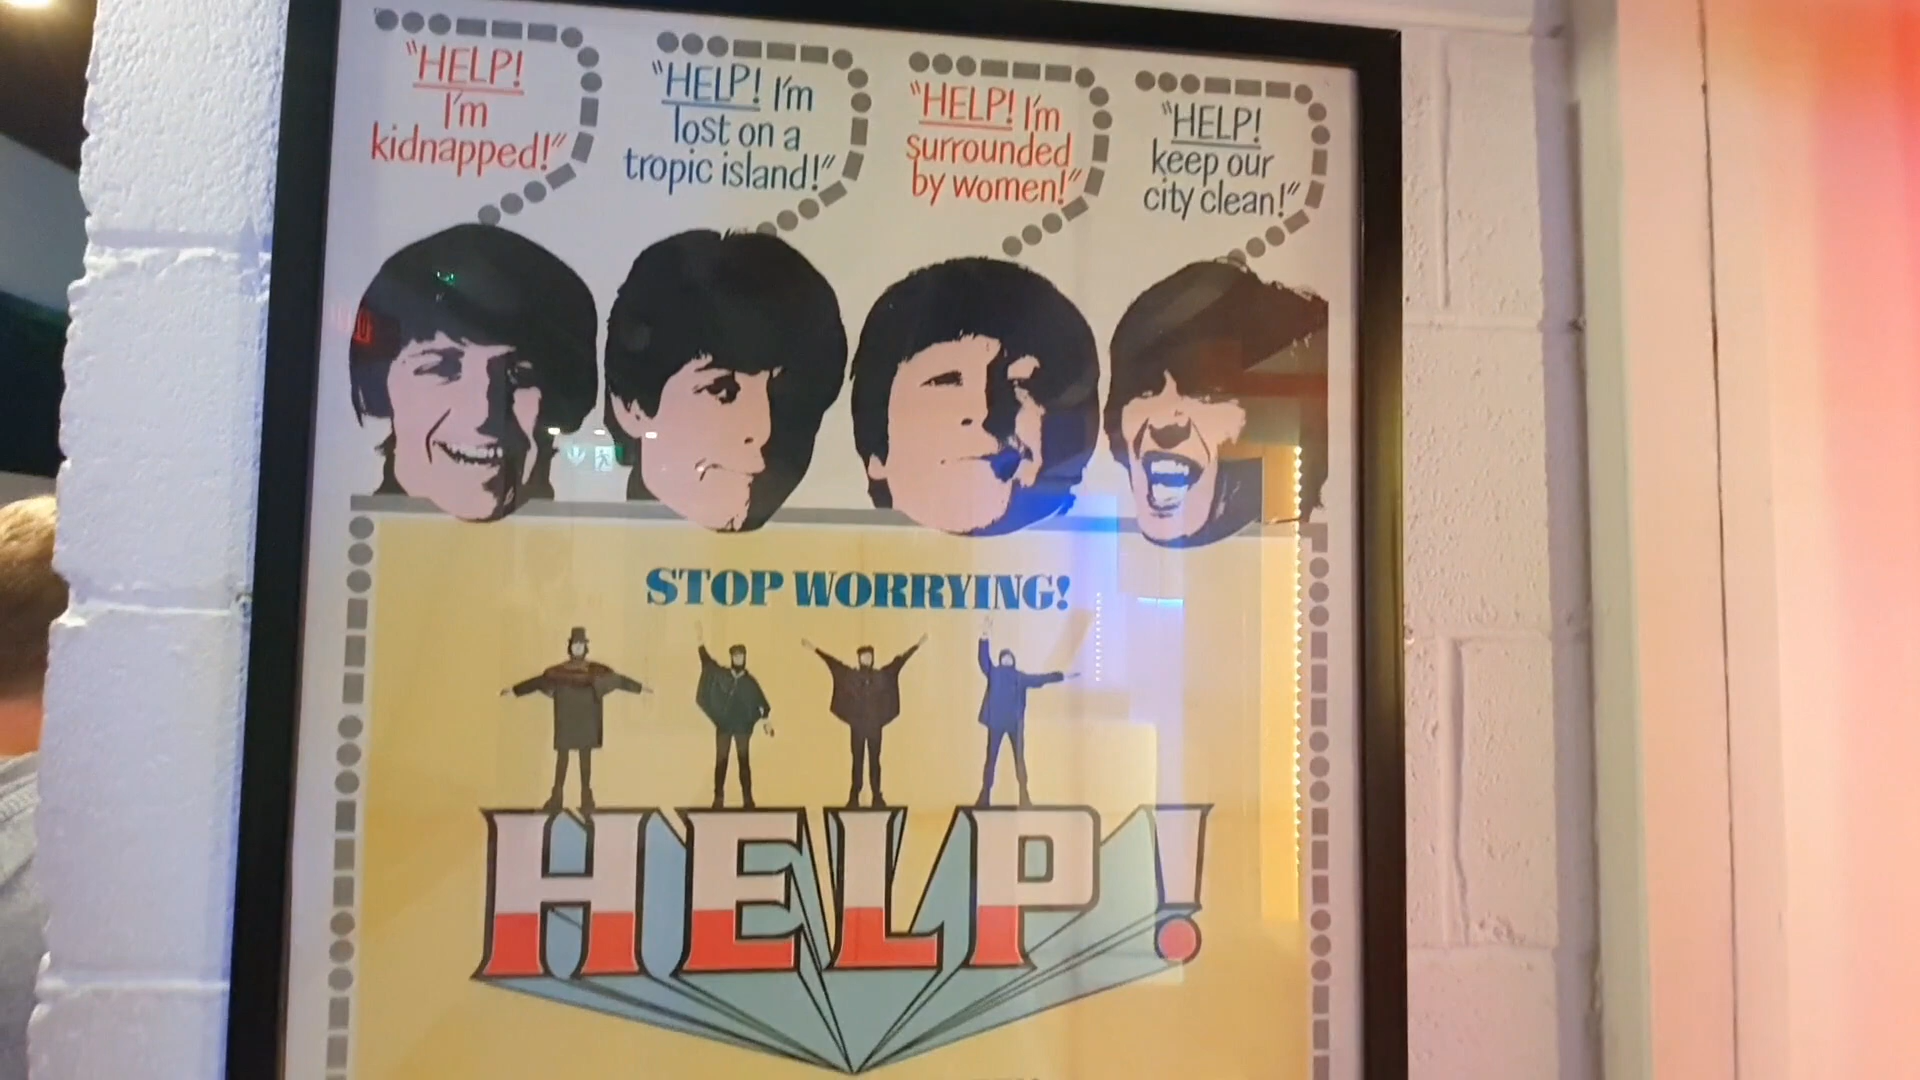 "HELP!
I'm
kidnapped!"
"HELP! I'm
lost on a
tropic island!"
"HELP! I'm
surrounded
by women!"
"HELP!
keep our
city clean!"
STOP WORRYING!
HELP!